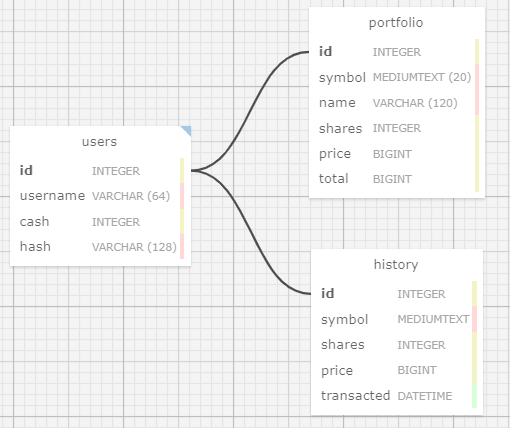 portfolio
id INTEGER
symbol MEDIUMTEXT (20)
name VARCHAR (120)
shares INTEGER
price BIGINT
total BIGINT
users
id INTEGER
username VARCHAR (64)
cash INTEGER
hash VARCHAR (128)
history
id INTEGER
symbol MEDIUMTEXT
shares INTEGER
price BIGINT
transacted DATETIME